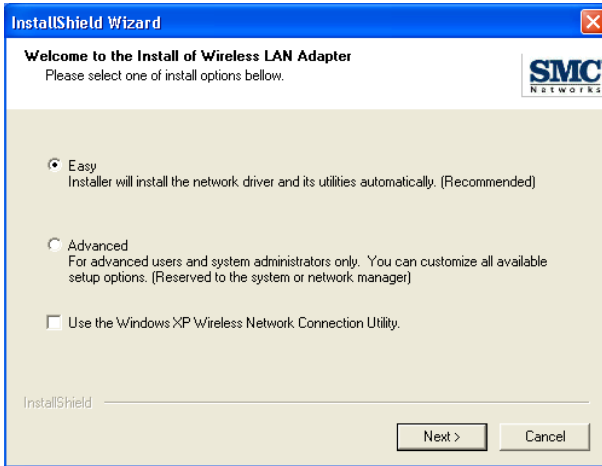 InstallShield Wizard
Welcome to the Install of Wireless LAN Adapter
Please select one of install options bellow.
SMC
Networks
Easy
Installer will install the network driver and its utilities automatically. (Recommended)
Advanced
For advanced users and system administrators only. You can customize all available
setup options. (Reserved to the system or network manager)
Use the Windows XP Wireless Network Connection Utility.
InstallShield
Next >
Cancel